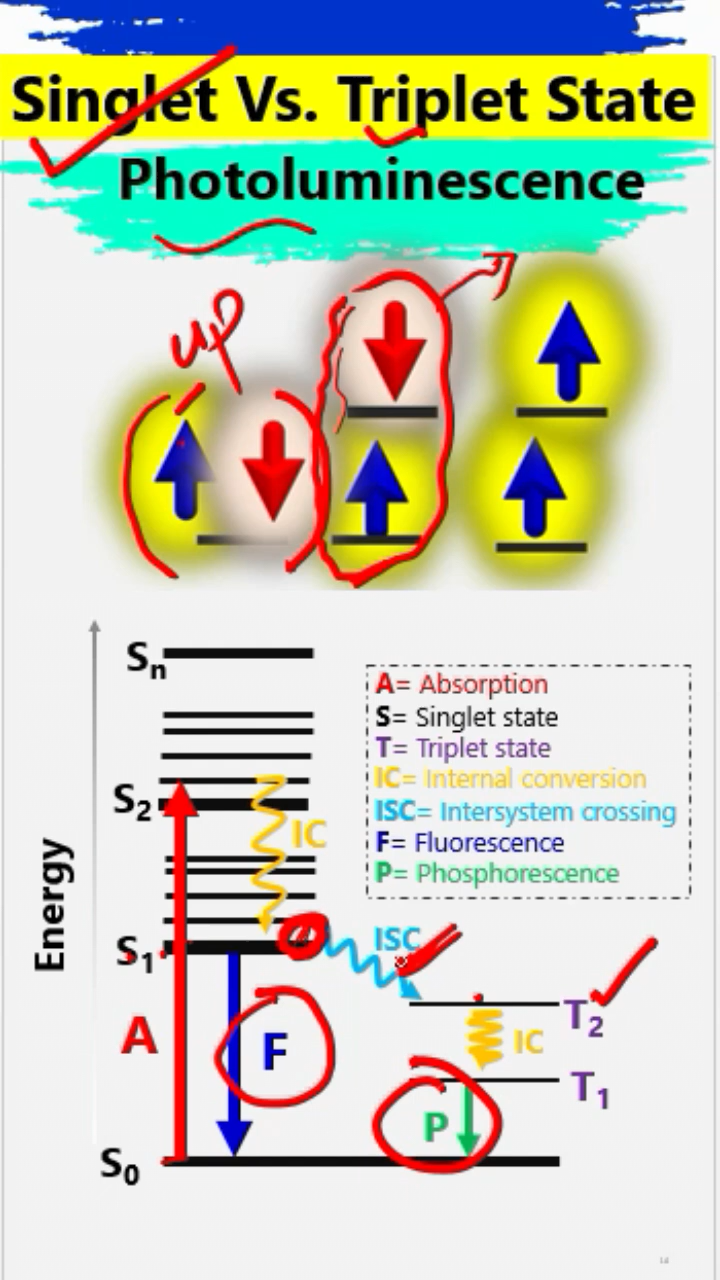 Singlet Vs. Triplet State
Photoluminescence
up
Sn
A= Absorption
S= Singlet state
T= Triplet state
IC= Internal conversion
ISC= Intersystem crossing
F= Fluorescence
P= Phosphorescence
S2
IC
Energy
S1
ISC
T2
A
F
IC
T1
P
S0